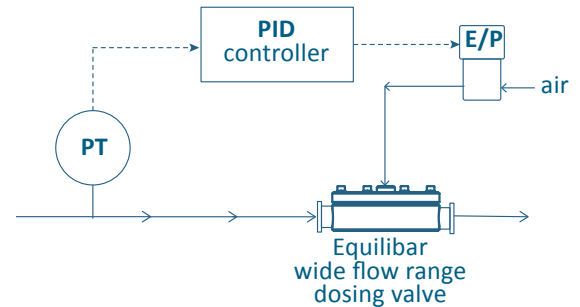 PID
controller
E/P
air
PT
Equilibar
wide flow range
dosing valve